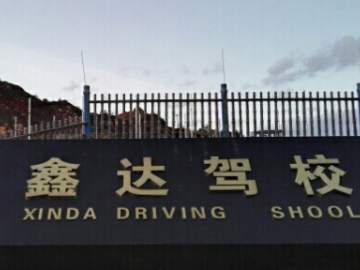 鑫达驾校
XINDA DRIVING SHOOL